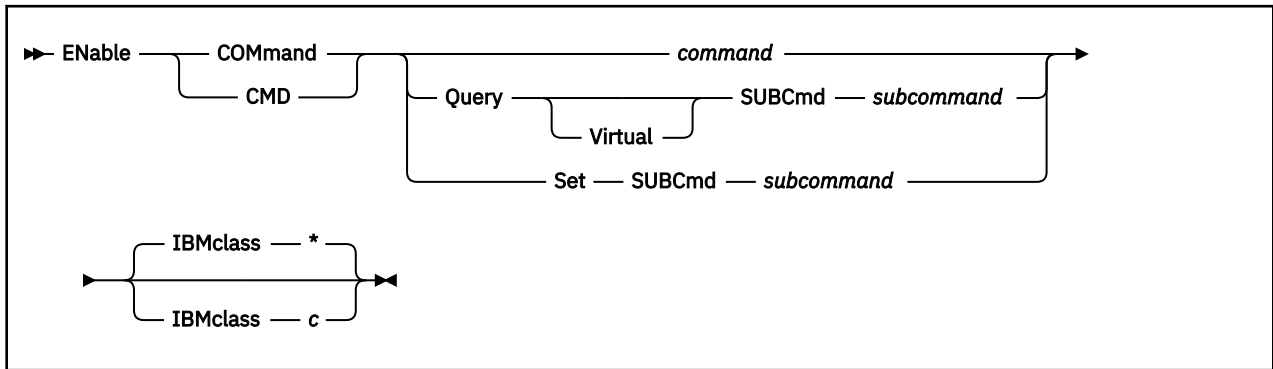 ENable COMmand command
CMD Query SUBCmd subcommand
Virtual
Set SUBCmd subcommand
IBMclass *
IBMclass c